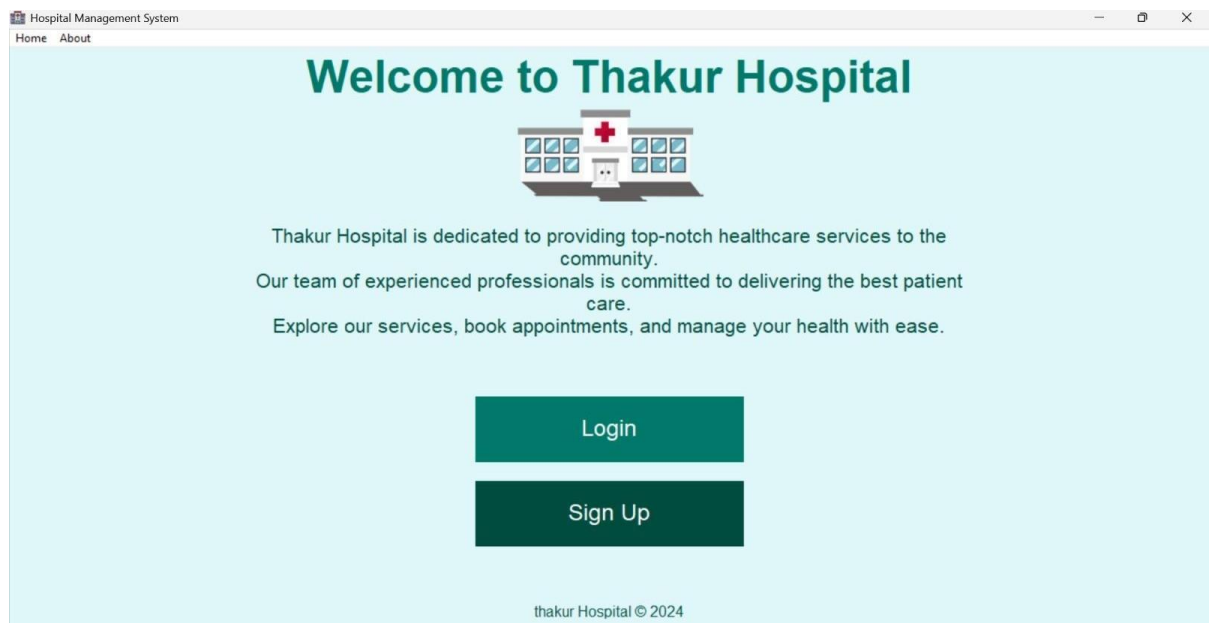 Hospital Management System
Home About
Welcome to Thakur Hospital
Thakur Hospital is dedicated to providing top-notch healthcare services to the
community.
Our team of experienced professionals is committed to delivering the best patient
care.
Explore our services, book appointments, and manage your health with ease.
Login
Sign Up
thakur Hospital © 2024